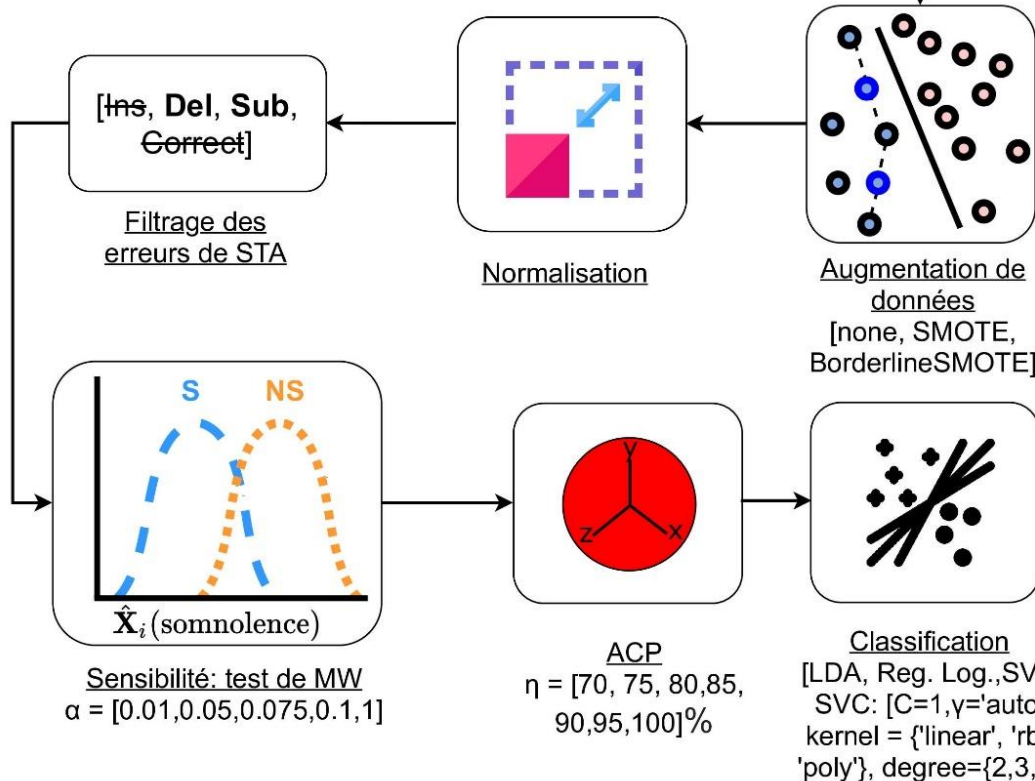 [Ins, Del, Sub,
Correct]
Filtrage des
erreurs de STA
Normalisation
Augmentation de
données
[none, SMOTE,
BorderlineSMOTE]
S NS
X̂ᵢ(somnolence)
Sensibilité: test de MW
α = [0.01,0.05,0.075,0.1,1]
y
z x
ACP
η = [70, 75, 80,85,
90,95,100]%
Classification
[LDA, Reg. Log.,SV
SVC: [C=1,γ='auto
kernel = {'linear', 'rb
'poly'}, degree={2,3,